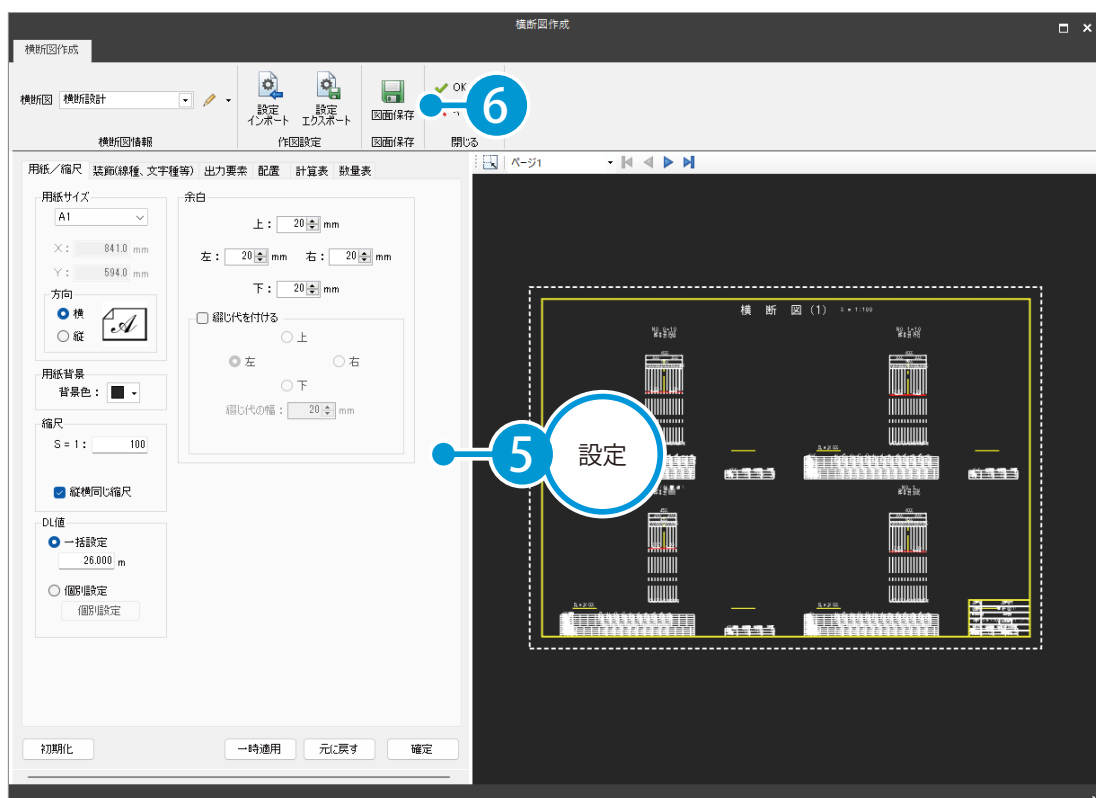 横断図作成
横断図作成
横断図 横断設計
設定
インポート
設定
エクスポート
図面保存
OK
6
横断図情報 作図設定 図面保存 閉じる
用紙／縮尺 装飾(線種、文字種等) 出力要素 配置 計算表 数量表
ページ1
用紙サイズ
A1
X： 841.0 mm
Y： 594.0 mm
方向
横
縦
A
用紙背景
背景色：
縮尺
S = 1： 100
縦横同じ縮尺
DL値
一括設定
26.000 m
個別設定
個別設定
余白
上： 20 mm
左： 20 mm 右： 20 mm
下： 20 mm
綴じ代を付ける
上
左 右
下
綴じ代の幅： 20 mm
5 設定
横 断 図 (1) S = 1:100
NO.0+10
NO.1+10
初期化 一時適用 元に戻す 確定